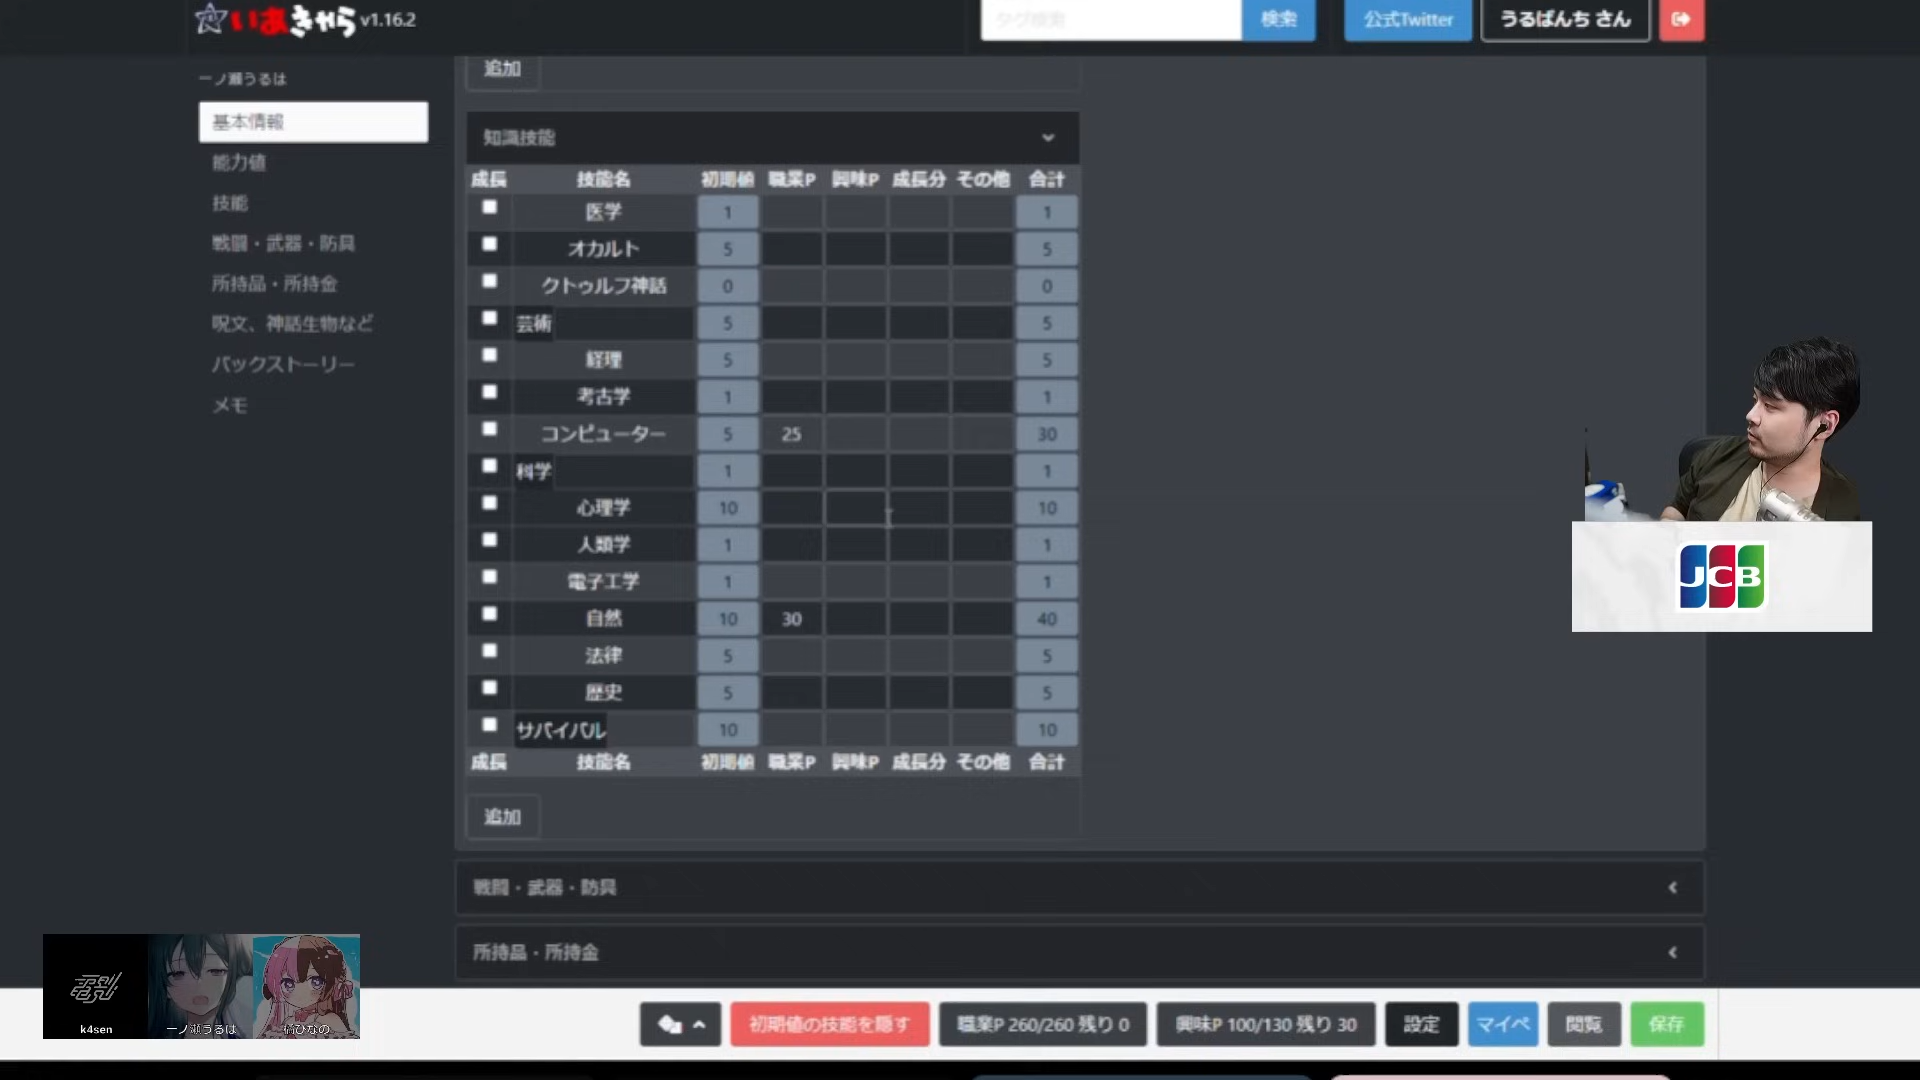 いあきゃら v1.16.2
タグ検索 検索 公式Twitter うるぱんち さん
一ノ瀬うるは
基本情報
能力値
技能
戦闘・武器・防具
所持品・所持金
呪文、神話生物など
バックストーリー
メモ
追加
知識技能
成長 技能名 初期値 職業P 興味P 成長分 その他 合計
医学 1 1
オカルト 5 5
クトゥルフ神話 0 0
芸術 5 5
経理 5 5
考古学 1 1
コンピューター 5 25 30
科学 1 1
心理学 10 10
人類学 1 1
電子工学 1 1
自然 10 30 40
法律 5 5
歴史 5 5
サバイバル 10 10
成長 技能名 初期値 職業P 興味P 成長分 その他 合計
追加
戦闘・武器・防具
所持品・所持金
JCB
k4sen 一ノ瀬うるは 橘ひなの
初期値の技能を隠す 職業P 260/260 残り 0 興味P 100/130 残り 30 設定 マイペ 閲覧 保存